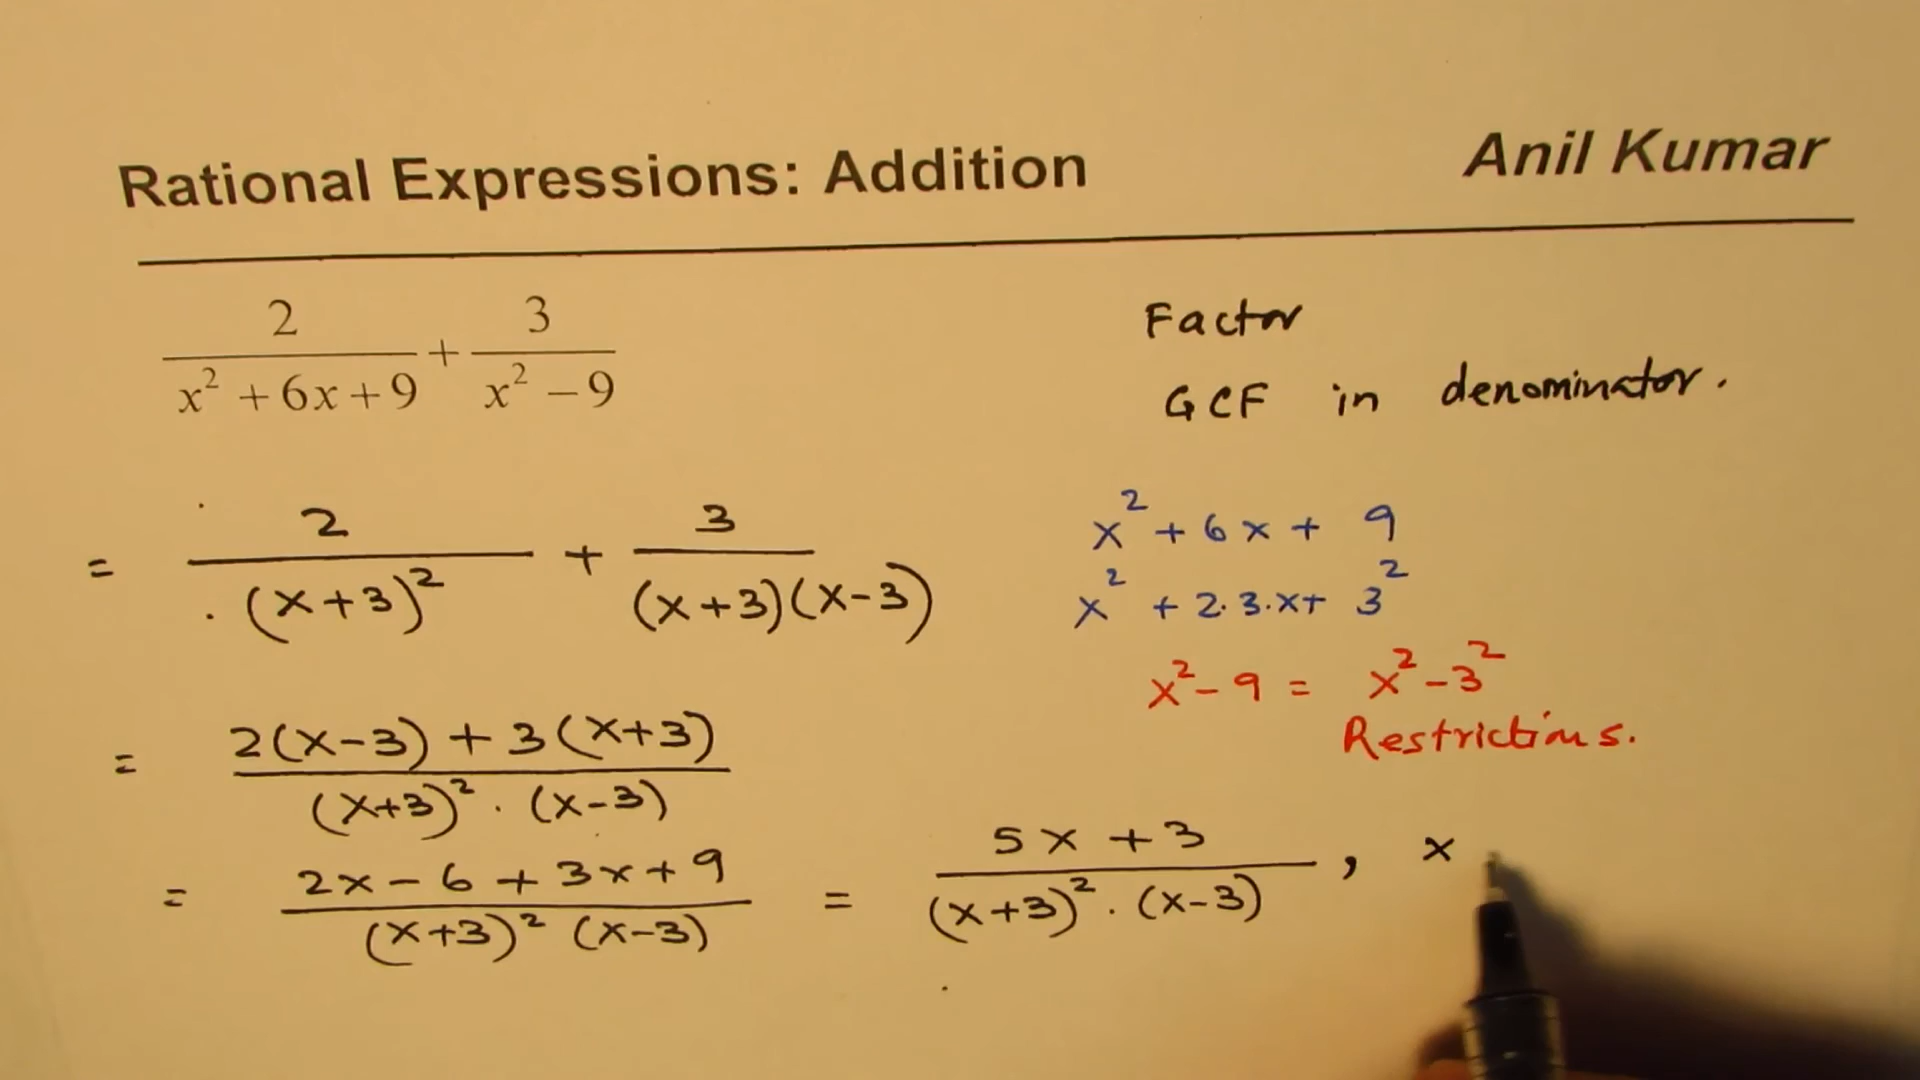 Rational Expressions: Addition
Anil Kumar
2/(x² + 6x + 9) + 3/(x² − 9)
Factor
GCF in denominator.
= 2/(x+3)² + 3/((x+3)(x-3))
x² + 6x + 9
x² + 2·3·x + 3²
x² - 9 = x² - 3²
Restrictions.
= (2(x-3) + 3(x+3))/((x+3)² · (x-3))
= (2x - 6 + 3x + 9)/((x+3)² (x-3)) = (5x + 3)/((x+3)² · (x-3)) , x